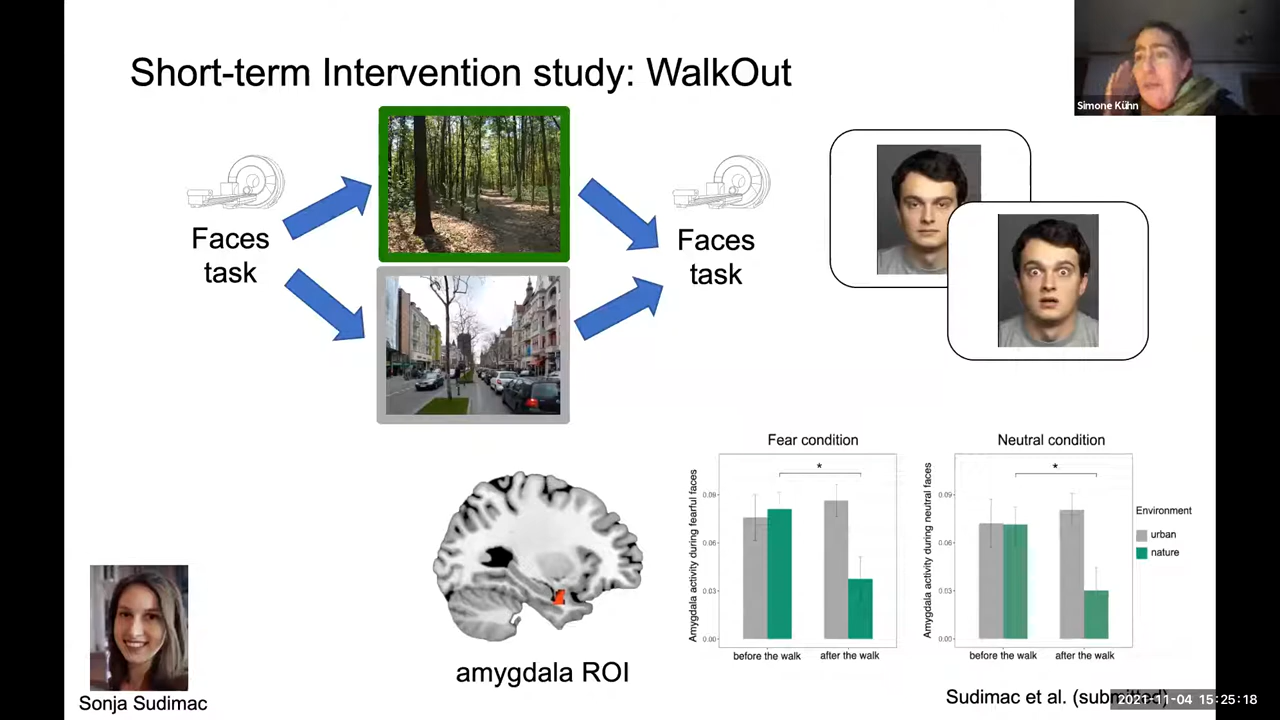 Short-term Intervention study: WalkOut
Simone Kühn
Faces
task
Faces
task
Fear condition
Neutral condition
*
*
Amygdala activity during fearful faces
0.09
0.06
0.03
0.00
before the walk
after the walk
Amygdala activity during neutral faces
0.09
0.06
0.03
0.00
before the walk
after the walk
Environment
urban
nature
amygdala ROI
Sonja Sudimac
Sudimac et al. (submitted)
2021-11-04 15:25:18